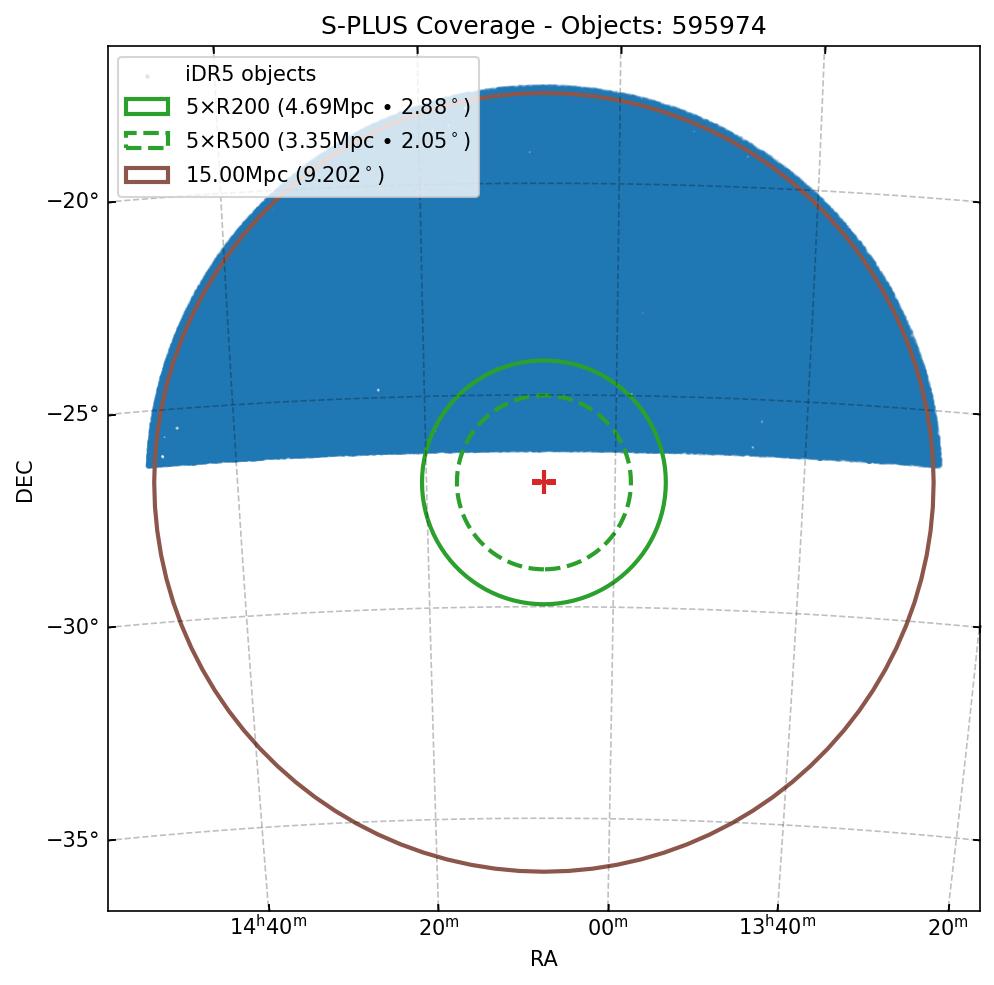 S-PLUS Coverage - Objects: 595974
iDR5 objects
5×R200 (4.69Mpc • 2.88°)
5×R500 (3.35Mpc • 2.05°)
15.00Mpc (9.202°)
−20°
−25°
−30°
−35°
DEC
14ʰ40ᵐ
20ᵐ
00ᵐ
13ʰ40ᵐ
20ᵐ
RA